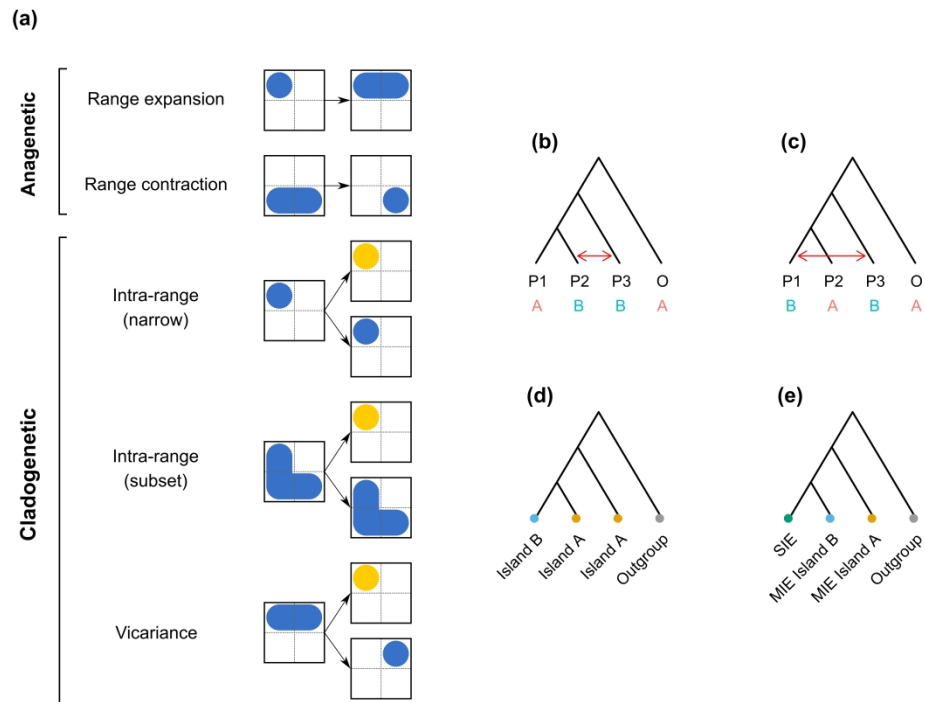 (a)
Anagenetic
Range expansion
Range contraction
Cladogenetic
Intra-range
(narrow)
Intra-range
(subset)
Vicariance
(b)
P1 P2 P3 O
A B B A
(c)
P1 P2 P3 O
B A B A
(d)
Island B
Island A
Island A
Outgroup
(e)
SIE
MIE Island B
MIE Island A
Outgroup